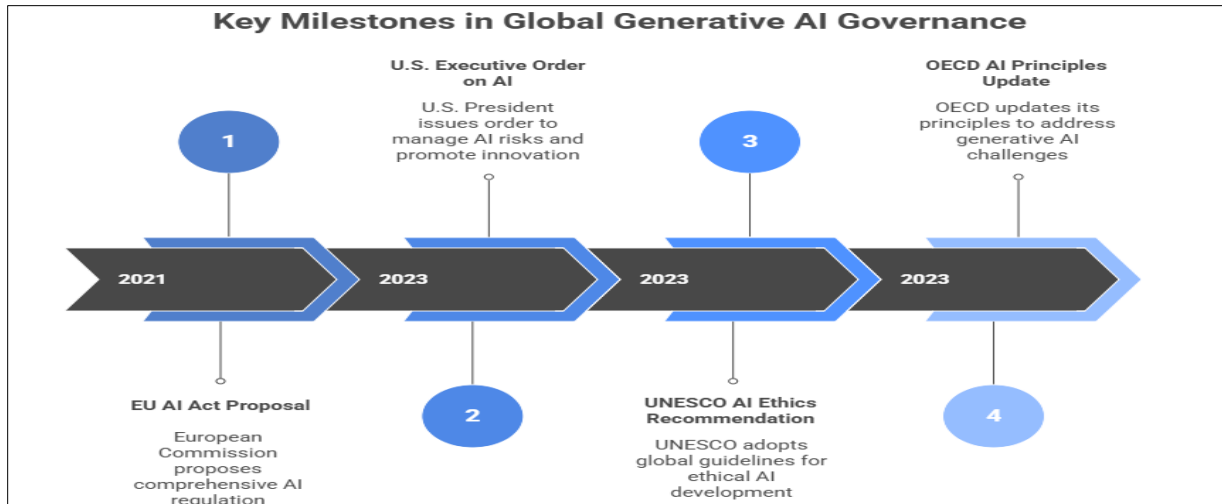 Key Milestones in Global Generative AI Governance
U.S. Executive Order
on AI
U.S. President
issues order to
manage AI risks and
promote innovation
OECD AI Principles
Update
OECD updates its
principles to address
generative AI
challenges
1
3
2021
2023
2023
2023
EU AI Act Proposal
European
Commission
proposes
comprehensive AI
regulation
2
UNESCO AI Ethics
Recommendation
UNESCO adopts
global guidelines for
ethical AI
development
4